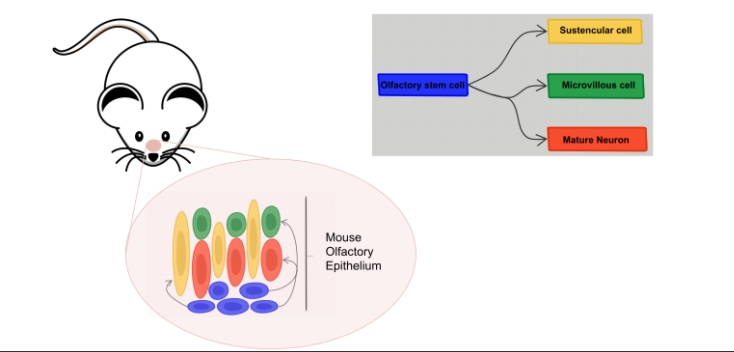 Sustencular cell
Olfactory stem cell
Microvillous cell
Mature Neuron
Mouse
Olfactory
Epithelium